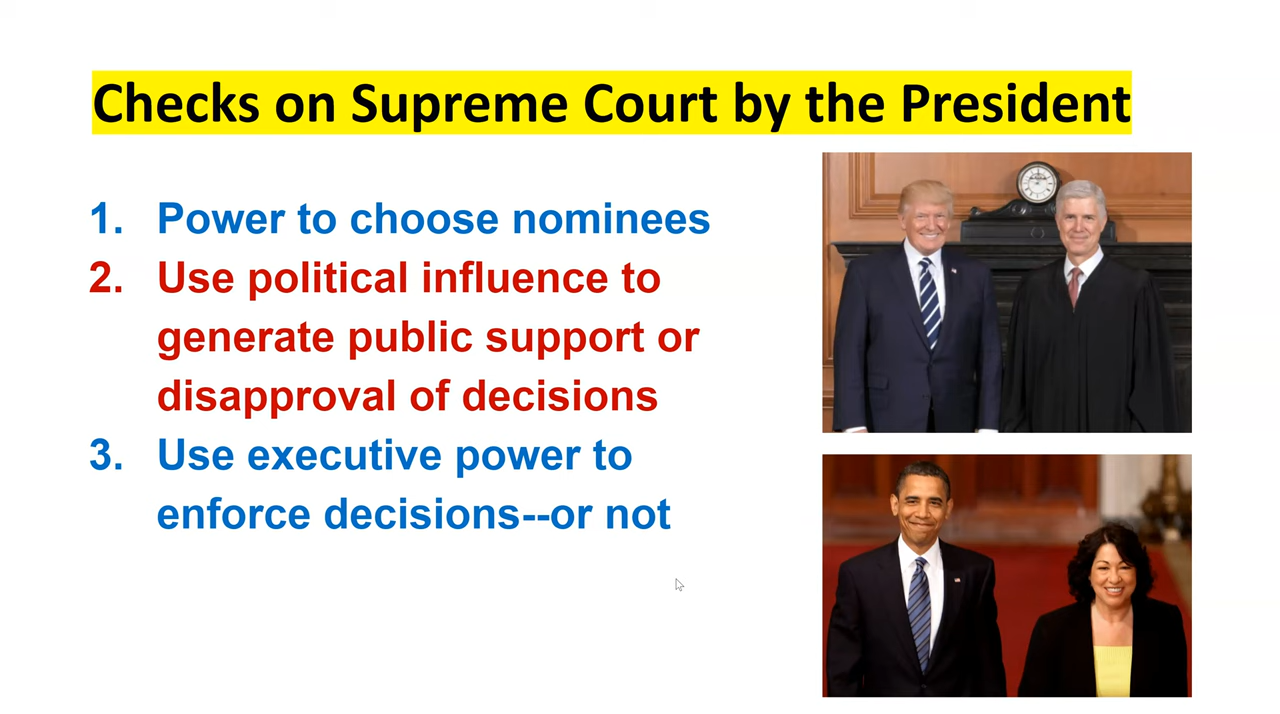 Checks on Supreme Court by the President
1. Power to choose nominees
2. Use political influence to
generate public support or
disapproval of decisions
3. Use executive power to
enforce decisions--or not